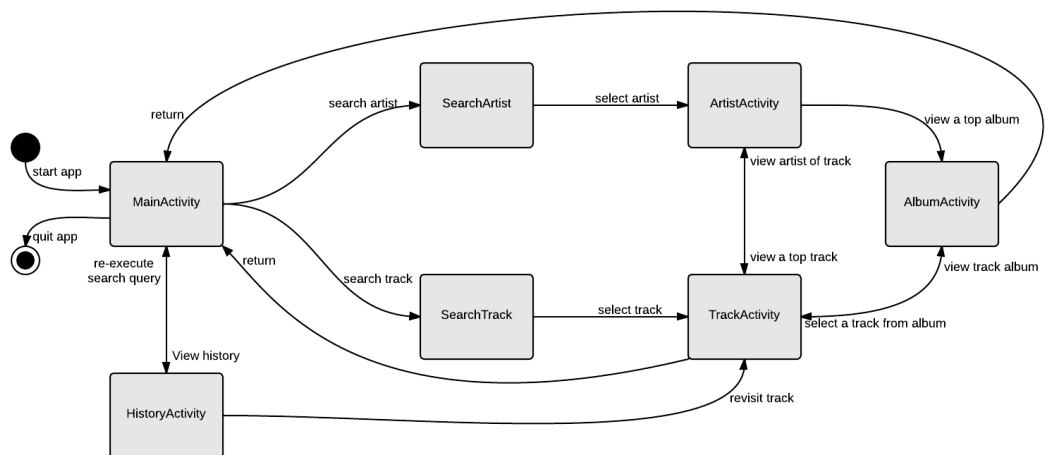 return
search artist
SearchArtist
select artist
ArtistActivity
view a top album
start app
view artist of track
MainActivity
AlbumActivity
quit app
re-execute
search query
return
search track
view a top track
view track album
SearchTrack
select track
TrackActivity
select a track from album
View history
revisit track
HistoryActivity